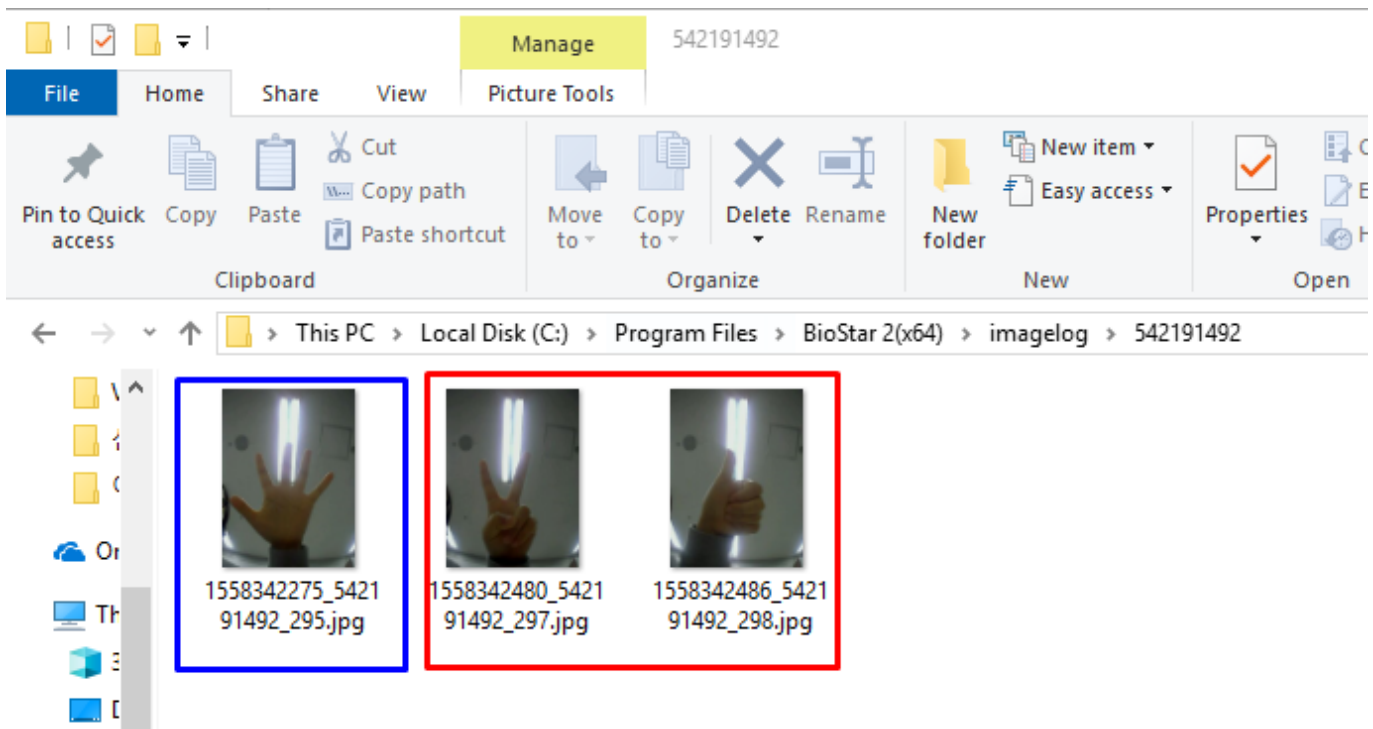 Manage 542191492
File Home Share View Picture Tools
Cut
New item
Copy path
Easy access
Pin to Quick access
Copy
Paste
Paste shortcut
Move to
Copy to
Delete
Rename
New folder
Properties
Clipboard Organize New Open
This PC > Local Disk (C:) > Program Files > BioStar 2(x64) > imagelog > 542191492
1558342275_5421 1558342480_5421 1558342486_5421
91492_295.jpg 91492_297.jpg 91492_298.jpg